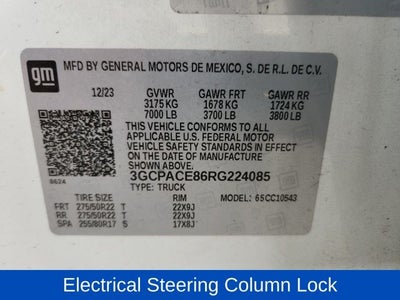 gm
MFD BY GENERAL MOTORS DE MEXICO, S. DE R.L. DE C.V.
12/23 GVWR GAWR FRT GAWR RR
3175 KG 1678 KG 1724 KG
7000 LB 3700 LB 3800 LB
THIS VEHICLE CONFORMS TO ALL
APPLICABLE U.S. FEDERAL MOTOR
VEHICLE SAFETY STANDARDS IN
EFFECT ON THE DATE OF MANUFACTURE
SHOWN ABOVE.
3GCPACE86RG224085
TYPE: TRUCK
TIRE SIZE RIM MODEL: 6SCC10543
FRT 275/50R22 T 22X9J
RR 275/50R22 T 22X9J
SPA 255/80R17 S 17X8J
Electrical Steering Column Lock